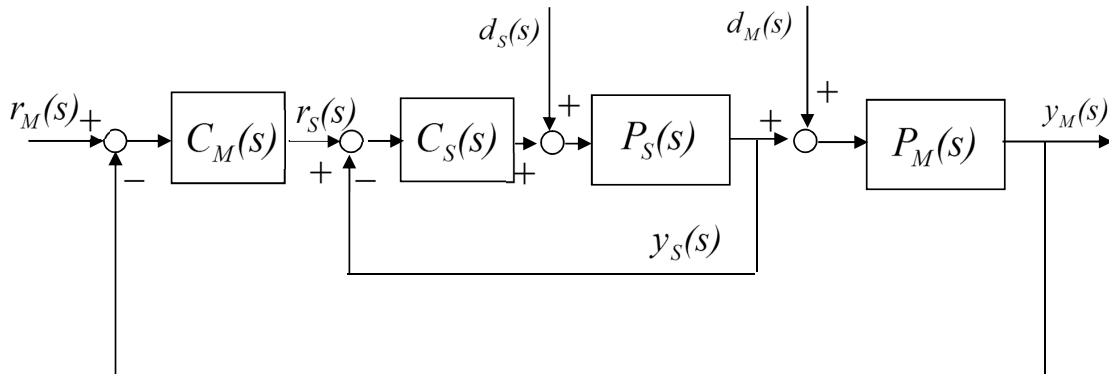 d_S(s)
d_M(s)
+
+
r_M(s)
+
C_M(s)
r_S(s)
C_S(s)
P_S(s)
+
P_M(s)
y_M(s)
−
+
−
+
y_S(s)